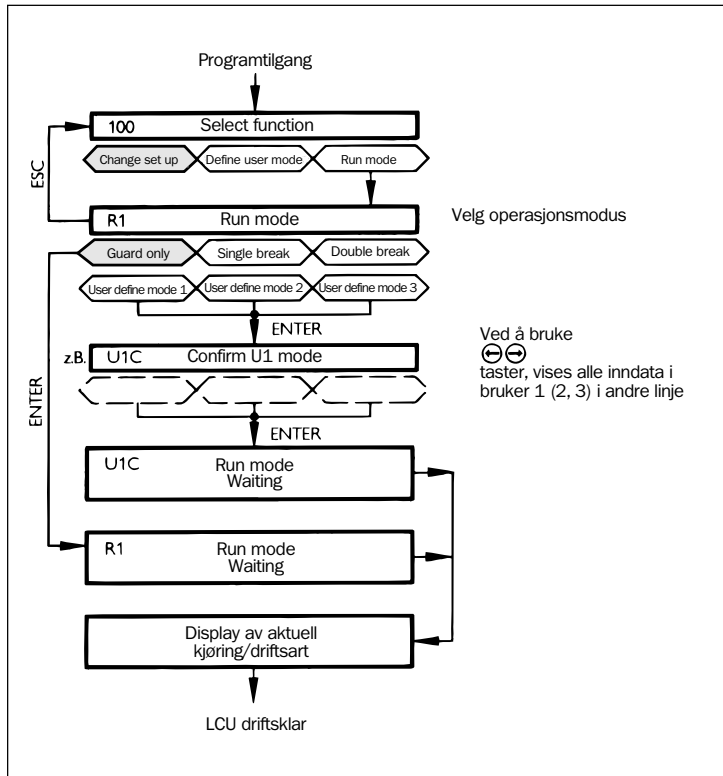 Programtilgang
100 Select function
Change set up Define user mode Run mode
ESC
R1 Run mode
Velg operasjonsmodus
Guard only Single break Double break
User define mode 1 User define mode 2 User define mode 3
ENTER
z.B. U1C Confirm U1 mode
Ved å bruke
taster, vises alle inndata i
bruker 1 (2, 3) i andre linje
ENTER
ENTER
U1C Run mode
Waiting
R1 Run mode
Waiting
Display av aktuell
kjøring/driftsart
LCU driftsklar